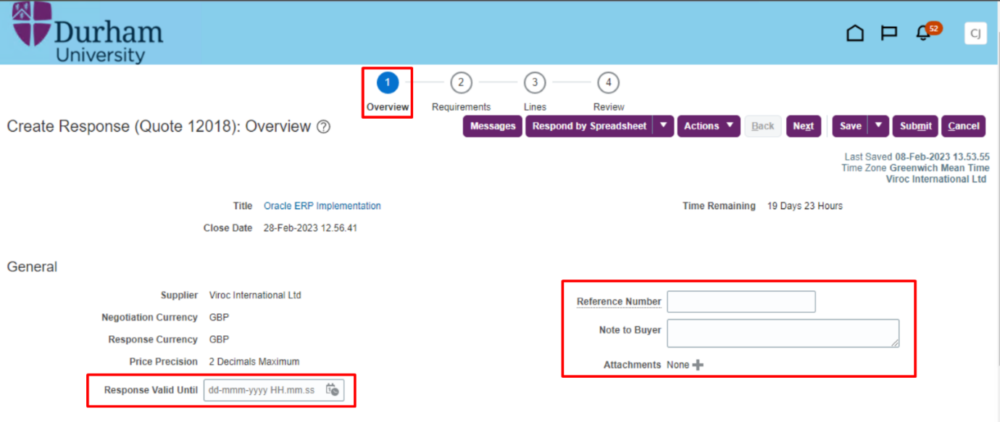 Durham
University
52
CJ
1 2 3 4
Overview Requirements Lines Review
Create Response (Quote 12018): Overview ?
Messages Respond by Spreadsheet Actions Back Next Save Submit Cancel
Last Saved 08-Feb-2023 13.53.55
Time Zone Greenwich Mean Time
Viroc International Ltd
Title Oracle ERP Implementation Time Remaining 19 Days 23 Hours
Close Date 28-Feb-2023 12.56.41
General
Supplier Viroc International Ltd
Reference Number
Negotiation Currency GBP
Note to Buyer
Response Currency GBP
Price Precision 2 Decimals Maximum
Attachments None
Response Valid Until dd-mmm-yyyy HH.mm.ss